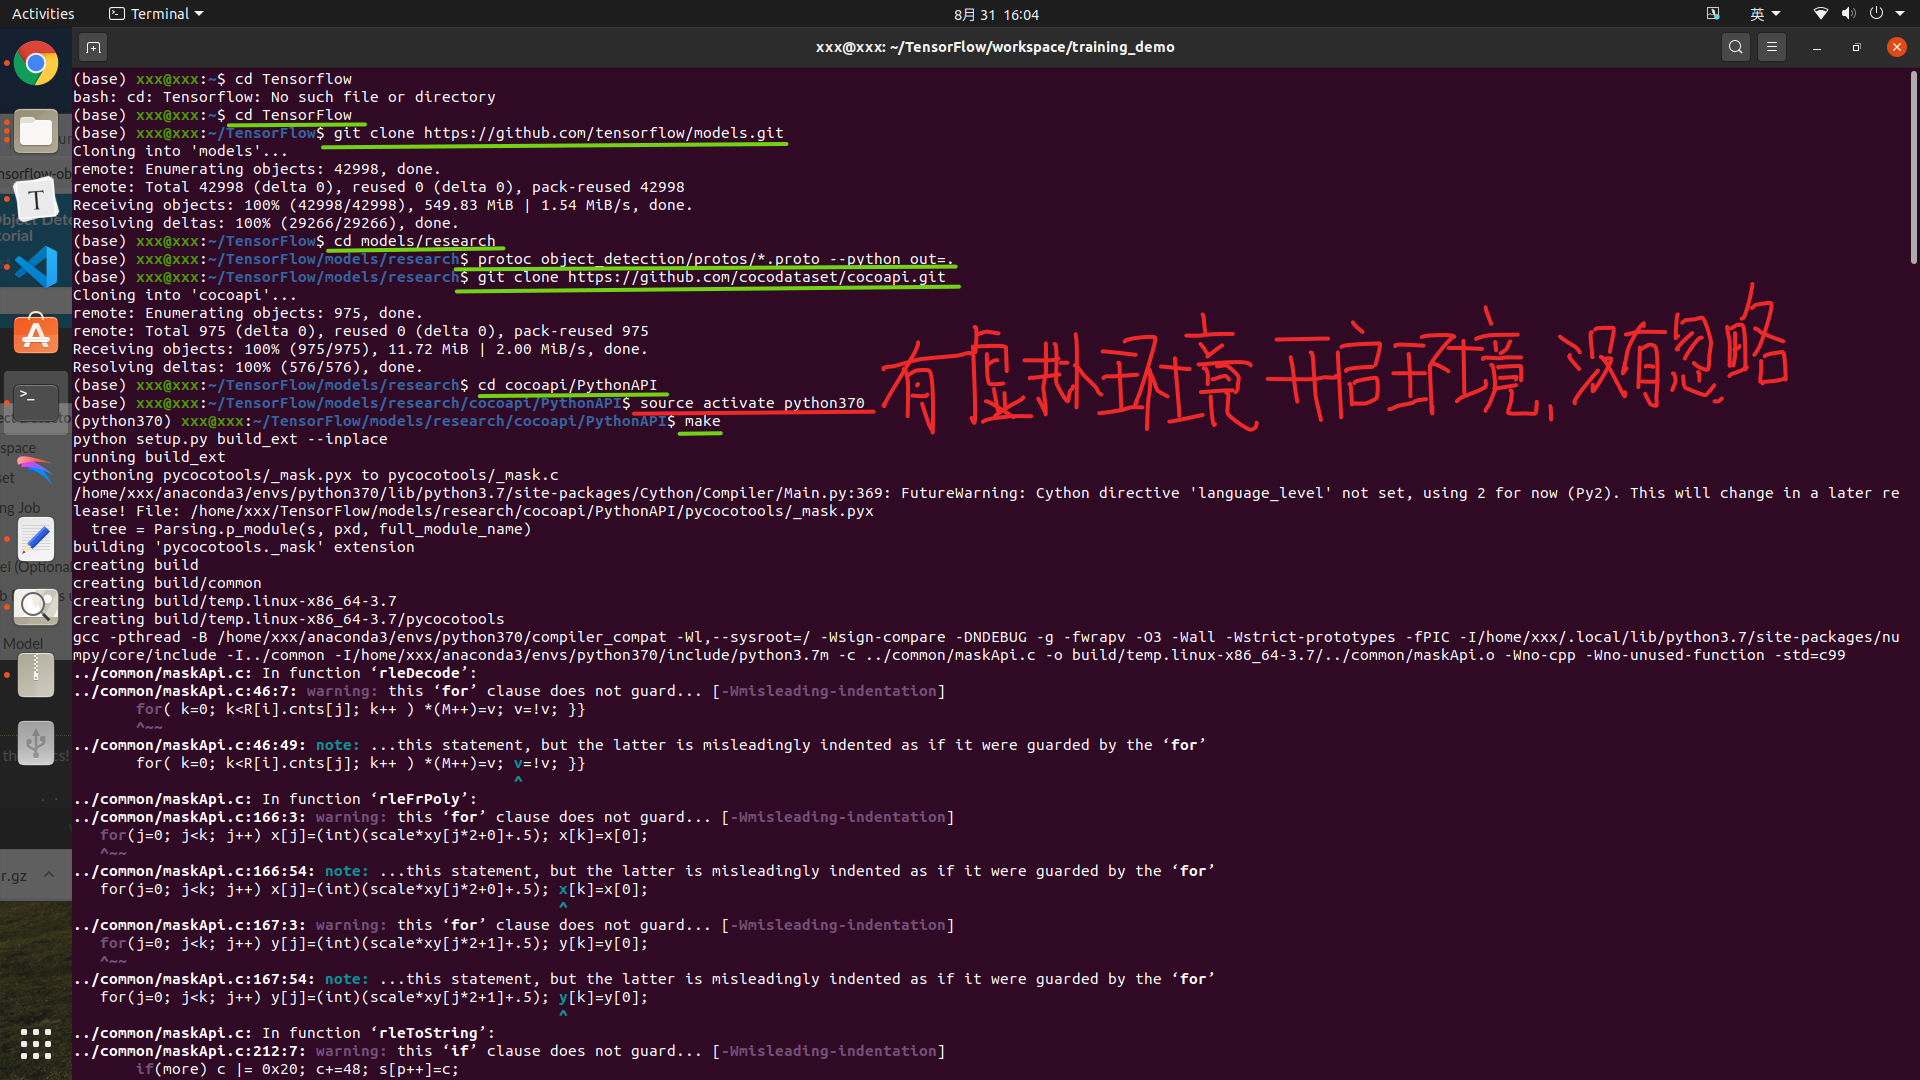 Activities
Terminal
8月 31 16:04
英
xxx@xxx: ~/TensorFlow/workspace/training_demo
(base) xxx@xxx:~$ cd Tensorflow
bash: cd: Tensorflow: No such file or directory
(base) xxx@xxx:~$ cd TensorFlow
(base) xxx@xxx:~/TensorFlow$ git clone https://github.com/tensorflow/models.git
Cloning into 'models'...
remote: Enumerating objects: 42998, done.
remote: Total 42998 (delta 0), reused 0 (delta 0), pack-reused 42998
Receiving objects: 100% (42998/42998), 549.83 MiB | 1.54 MiB/s, done.
Resolving deltas: 100% (29266/29266), done.
(base) xxx@xxx:~/TensorFlow$ cd models/research
(base) xxx@xxx:~/TensorFlow/models/research$ protoc object_detection/protos/*.proto --python_out=.
(base) xxx@xxx:~/TensorFlow/models/research$ git clone https://github.com/cocodataset/cocoapi.git
Cloning into 'cocoapi'...
remote: Enumerating objects: 975, done.
remote: Total 975 (delta 0), reused 0 (delta 0), pack-reused 975
Receiving objects: 100% (975/975), 11.72 MiB | 2.00 MiB/s, done.
Resolving deltas: 100% (576/576), done.
(base) xxx@xxx:~/TensorFlow/models/research$ cd cocoapi/PythonAPI
(base) xxx@xxx:~/TensorFlow/models/research/cocoapi/PythonAPI$ source activate python370
有虚拟环境开启环境,没有忽略
(python370) xxx@xxx:~/TensorFlow/models/research/cocoapi/PythonAPI$ make
python setup.py build_ext --inplace
running build_ext
cythoning pycocotools/_mask.pyx to pycocotools/_mask.c
/home/xxx/anaconda3/envs/python370/lib/python3.7/site-packages/Cython/Compiler/Main.py:369: FutureWarning: Cython directive 'language_level' not set, using 2 for now (Py2). This will change in a later re
lease! File: /home/xxx/TensorFlow/models/research/cocoapi/PythonAPI/pycocotools/_mask.pyx
tree = Parsing.p_module(s, pxd, full_module_name)
building 'pycocotools._mask' extension
creating build
creating build/common
creating build/temp.linux-x86_64-3.7
creating build/temp.linux-x86_64-3.7/pycocotools
gcc -pthread -B /home/xxx/anaconda3/envs/python370/compiler_compat -Wl,--sysroot=/ -Wsign-compare -DNDEBUG -g -fwrapv -O3 -Wall -Wstrict-prototypes -fPIC -I/home/xxx/.local/lib/python3.7/site-packages/nu
mpy/core/include -I../common -I/home/xxx/anaconda3/envs/python370/include/python3.7m -c ../common/maskApi.c -o build/temp.linux-x86_64-3.7/../common/maskApi.o -Wno-cpp -Wno-unused-function -std=c99
../common/maskApi.c: In function ‘rleDecode’:
../common/maskApi.c:46:7: warning: this ‘for’ clause does not guard... [-Wmisleading-indentation]
for( k=0; k<R[i].cnts[j]; k++ ) *(M++)=v; v=!v; }}
^~~
../common/maskApi.c:46:49: note: ...this statement, but the latter is misleadingly indented as if it were guarded by the ‘for’
for( k=0; k<R[i].cnts[j]; k++ ) *(M++)=v; v=!v; }}
^
../common/maskApi.c: In function ‘rleFrPoly’:
../common/maskApi.c:166:3: warning: this ‘for’ clause does not guard... [-Wmisleading-indentation]
for(j=0; j<k; j++) x[j]=(int)(scale*xy[j*2+0]+.5); x[k]=x[0];
^~~
../common/maskApi.c:166:54: note: ...this statement, but the latter is misleadingly indented as if it were guarded by the ‘for’
for(j=0; j<k; j++) x[j]=(int)(scale*xy[j*2+0]+.5); x[k]=x[0];
^
../common/maskApi.c:167:3: warning: this ‘for’ clause does not guard... [-Wmisleading-indentation]
for(j=0; j<k; j++) y[j]=(int)(scale*xy[j*2+1]+.5); y[k]=y[0];
^~~
../common/maskApi.c:167:54: note: ...this statement, but the latter is misleadingly indented as if it were guarded by the ‘for’
for(j=0; j<k; j++) y[j]=(int)(scale*xy[j*2+1]+.5); y[k]=y[0];
^
../common/maskApi.c: In function ‘rleToString’:
../common/maskApi.c:212:7: warning: this ‘if’ clause does not guard... [-Wmisleading-indentation]
if(more) c |= 0x20; c+=48; s[p++]=c;